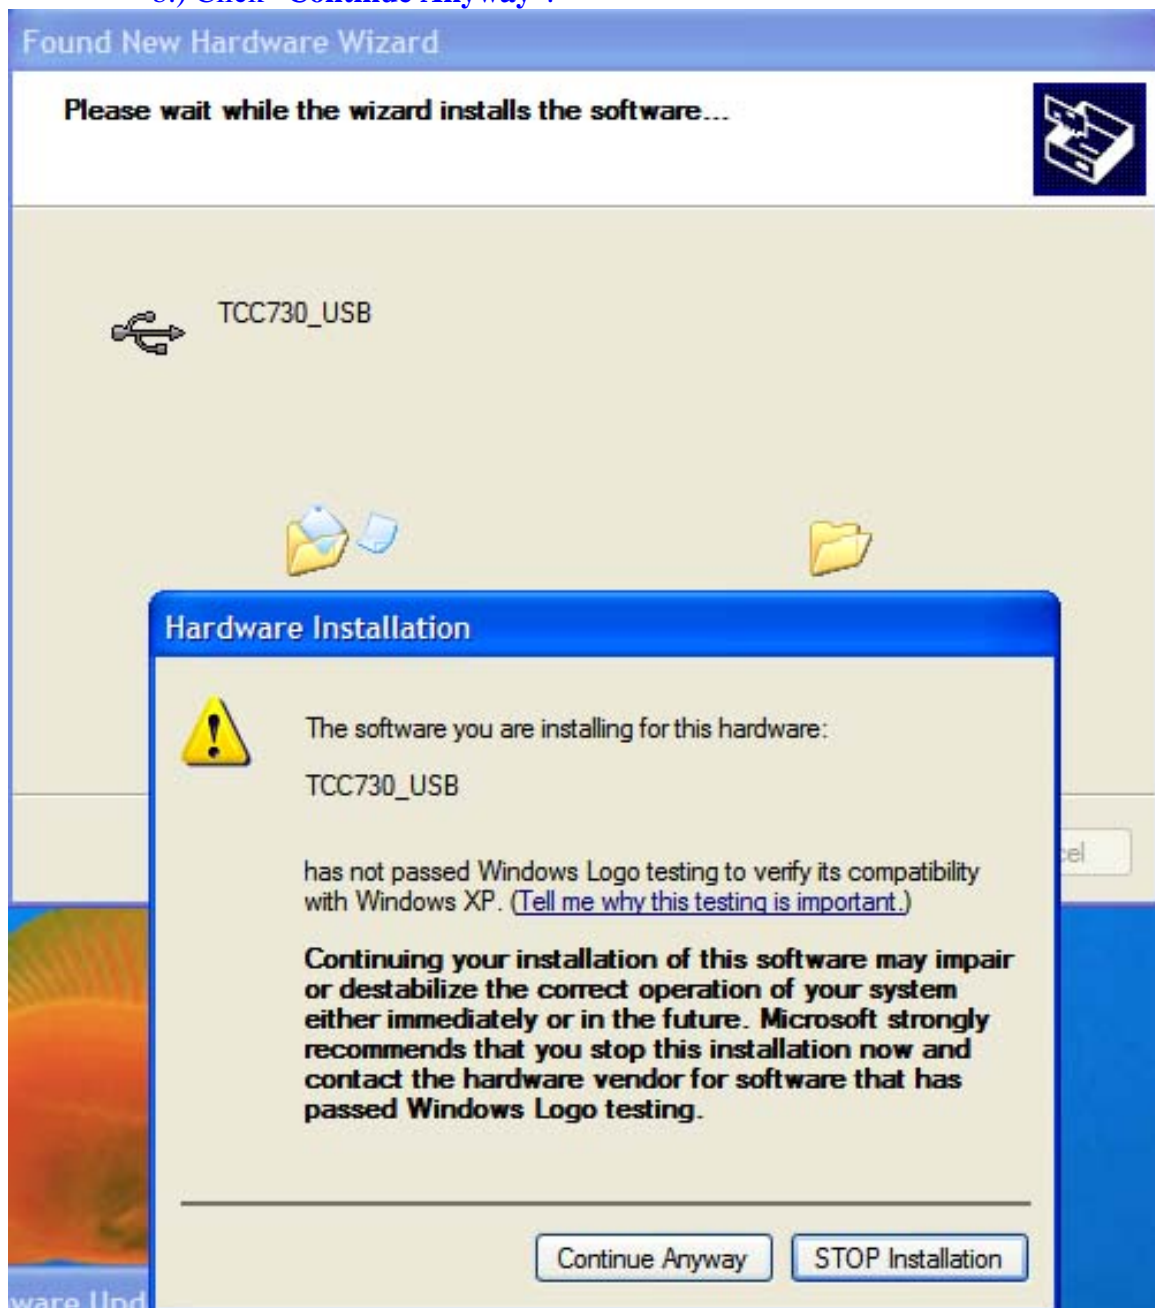 Click "Continue Anyway".
Found New Hardware Wizard
Please wait while the wizard installs the software...
TCC730_USB
Hardware Installation
The software you are installing for this hardware:
TCC730_USB
has not passed Windows Logo testing to verify its compatibility
with Windows XP. (Tell me why this testing is important.)
Continuing your installation of this software may impair
or destabilize the correct operation of your system
either immediately or in the future. Microsoft strongly
recommends that you stop this installation now and
contact the hardware vendor for software that has
passed Windows Logo testing.
Continue Anyway
STOP Installation